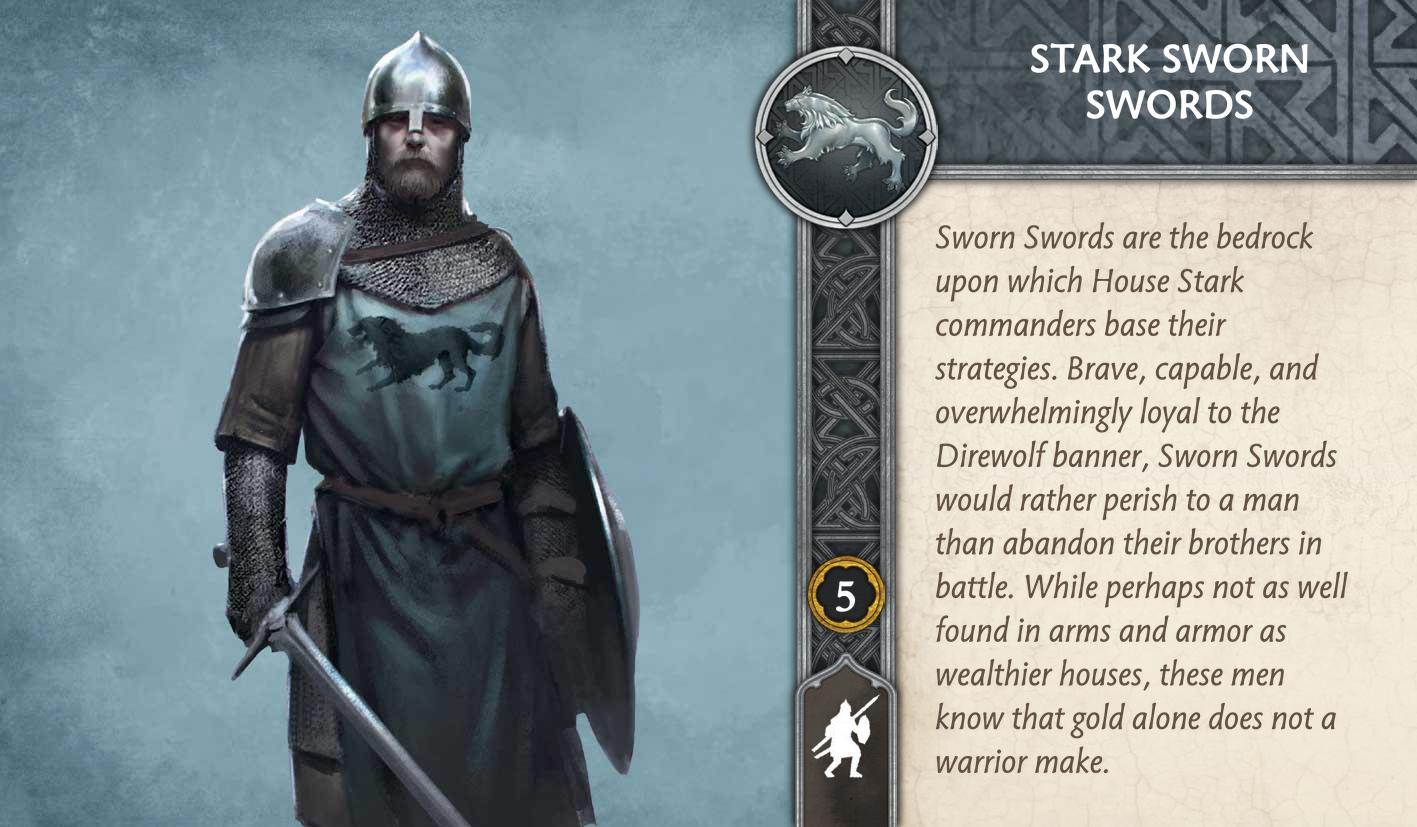 STARK SWORN
SWORDS
Sworn Swords are the bedrock
upon which House Stark
commanders base their
strategies. Brave, capable, and
overwhelmingly loyal to the
Direwolf banner, Sworn Swords
would rather perish to a man
than abandon their brothers in
battle. While perhaps not as well
found in arms and armor as
wealthier houses, these men
know that gold alone does not a
warrior make.
5